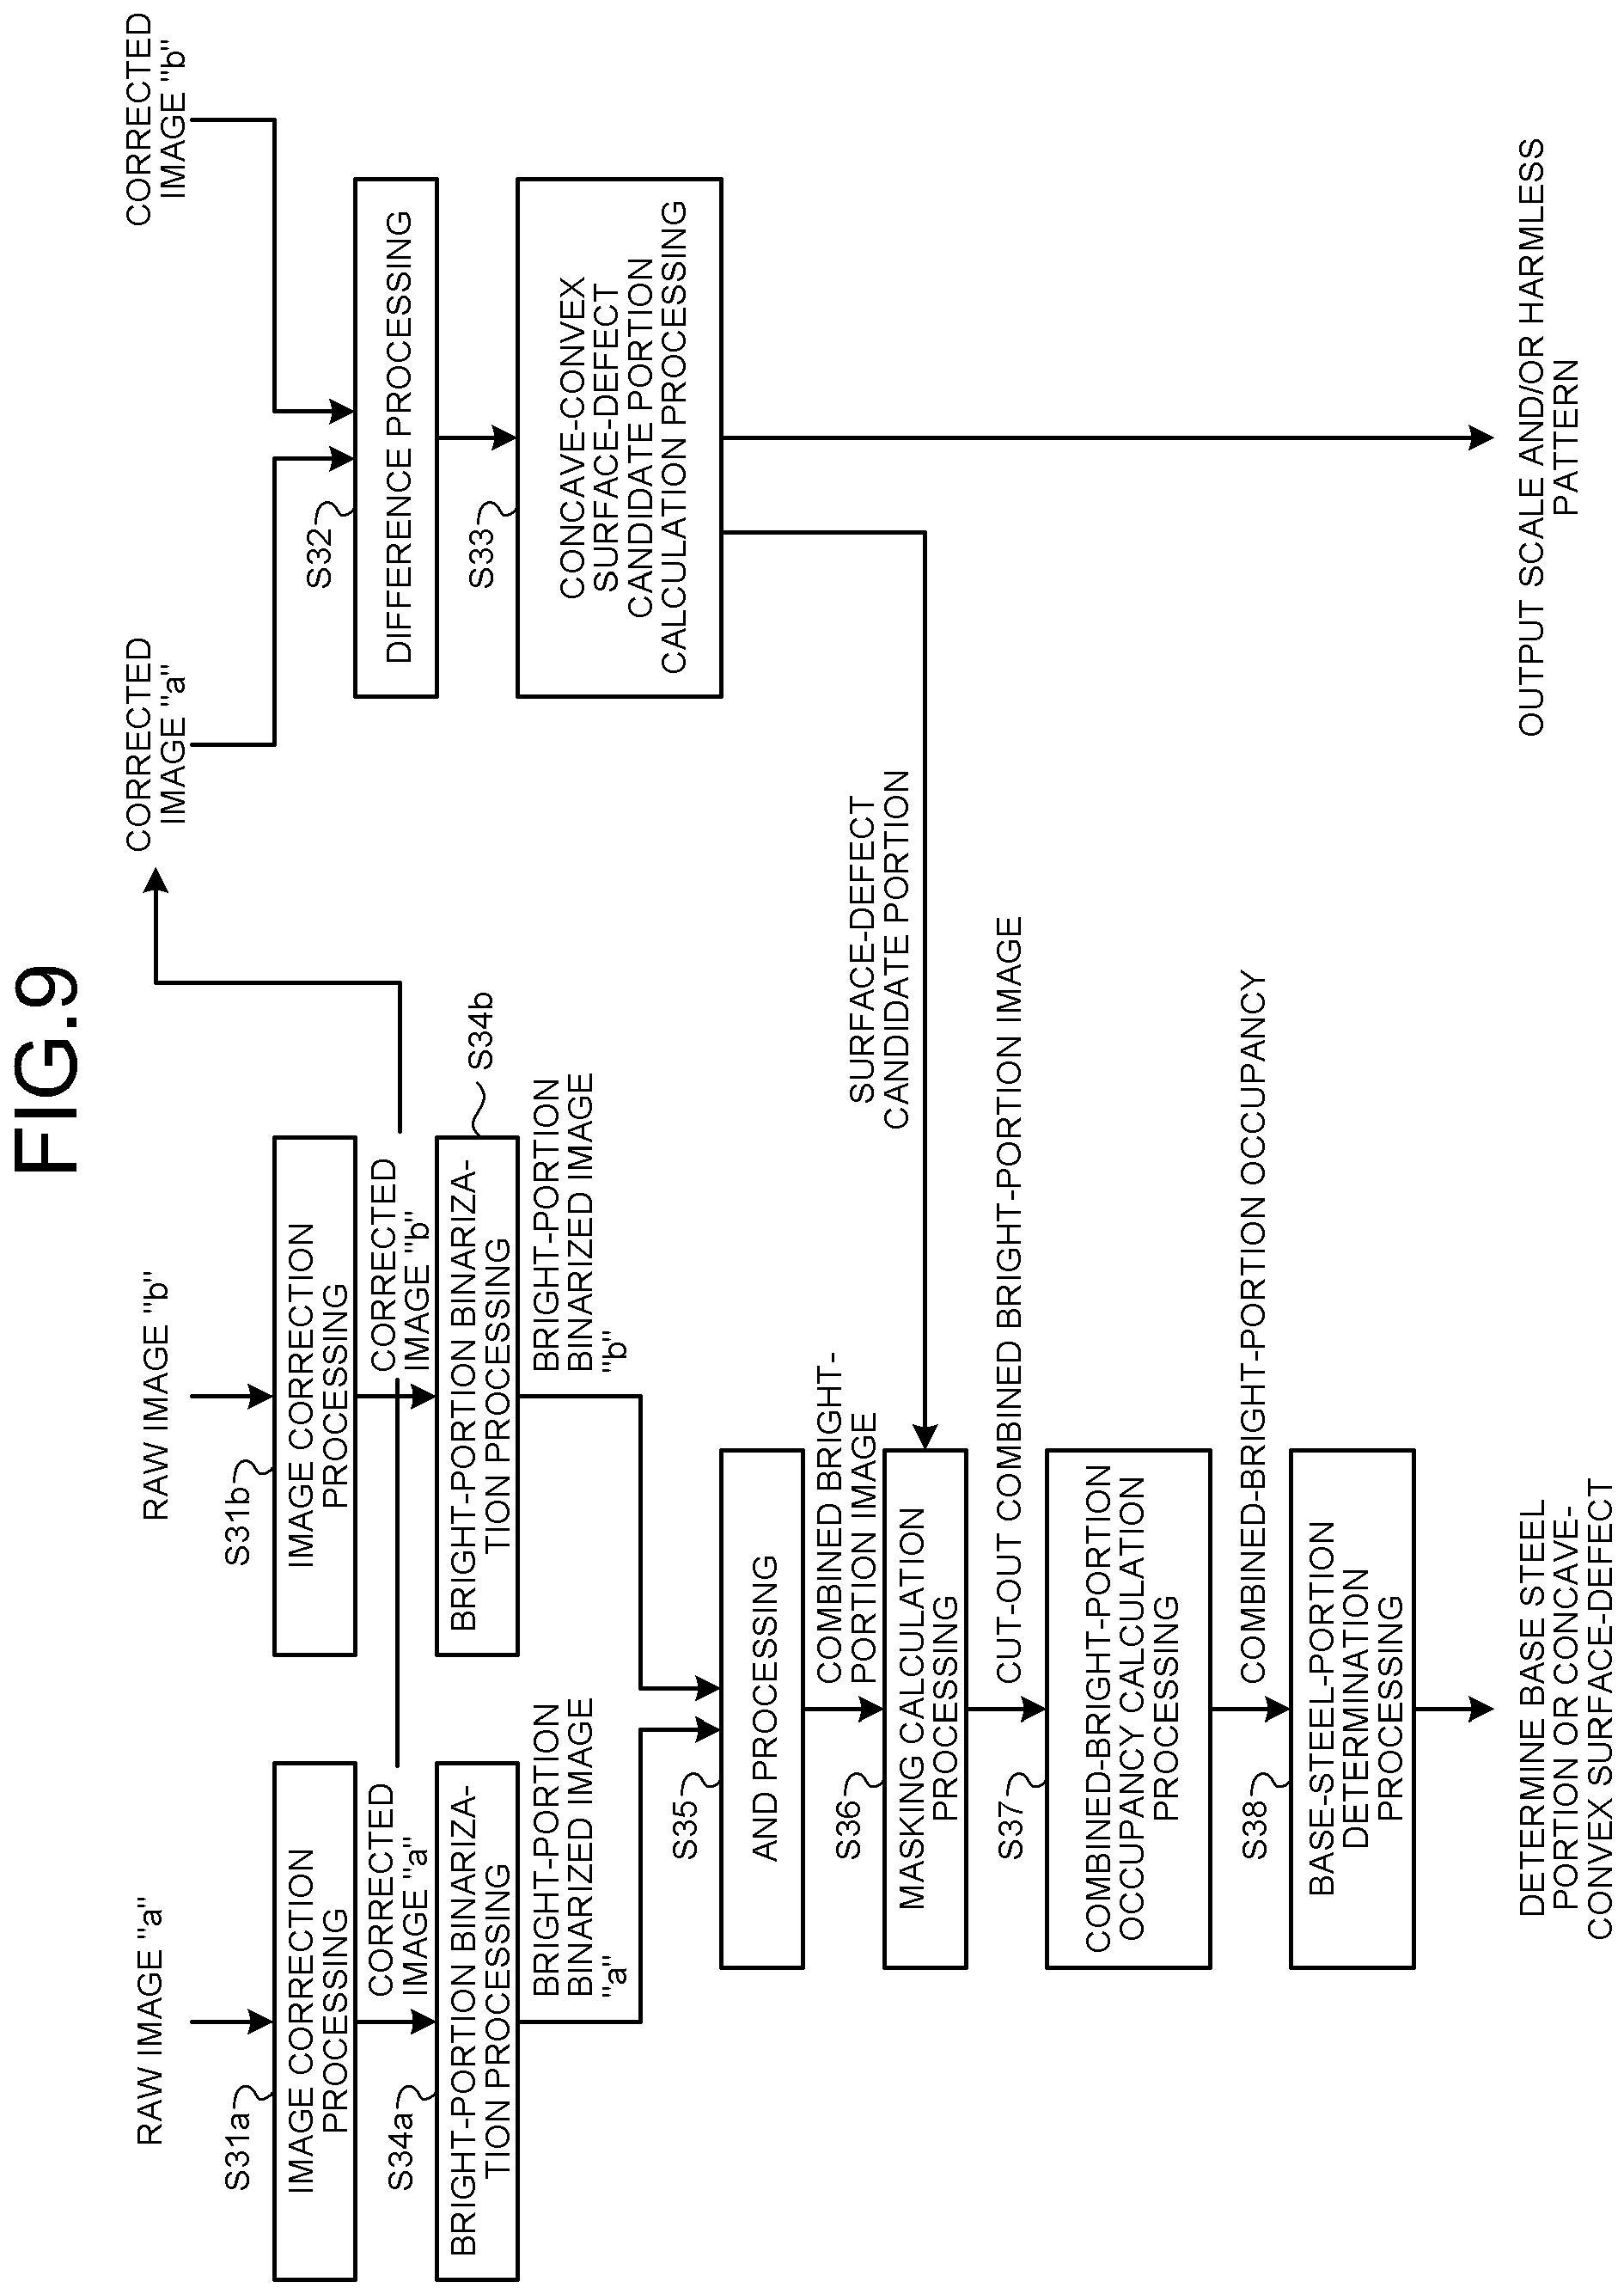 FIG.9
RAW IMAGE "a"
RAW IMAGE "b"
S31a
IMAGE CORRECTION
PROCESSING
S31b
IMAGE CORRECTION
PROCESSING
CORRECTED
IMAGE "a"
CORRECTED
IMAGE "b"
S34a
BRIGHT-PORTION BINARIZA-
TION PROCESSING
S34b
BRIGHT-PORTION BINARIZA-
TION PROCESSING
BRIGHT-PORTION
BINARIZED IMAGE
"a"
BRIGHT-PORTION
BINARIZED IMAGE
"b"
S35
AND PROCESSING
COMBINED BRIGHT-
PORTION IMAGE
S36
MASKING CALCULATION
PROCESSING
CUT-OUT COMBINED BRIGHT-PORTION IMAGE
S37
COMBINED-BRIGHT-PORTION
OCCUPANCY CALCULATION
PROCESSING
COMBINED-BRIGHT-PORTION OCCUPANCY
S38
BASE-STEEL-PORTION
DETERMINATION
PROCESSING
DETERMINE BASE STEEL
PORTION OR CONCAVE-
CONVEX SURFACE-DEFECT
CORRECTED
IMAGE "a"
CORRECTED
IMAGE "b"
S32
DIFFERENCE PROCESSING
S33
CONCAVE-CONVEX
SURFACE-DEFECT
CANDIDATE PORTION
CALCULATION PROCESSING
SURFACE-DEFECT
CANDIDATE PORTION
OUTPUT SCALE AND/OR HARMLESS
PATTERN